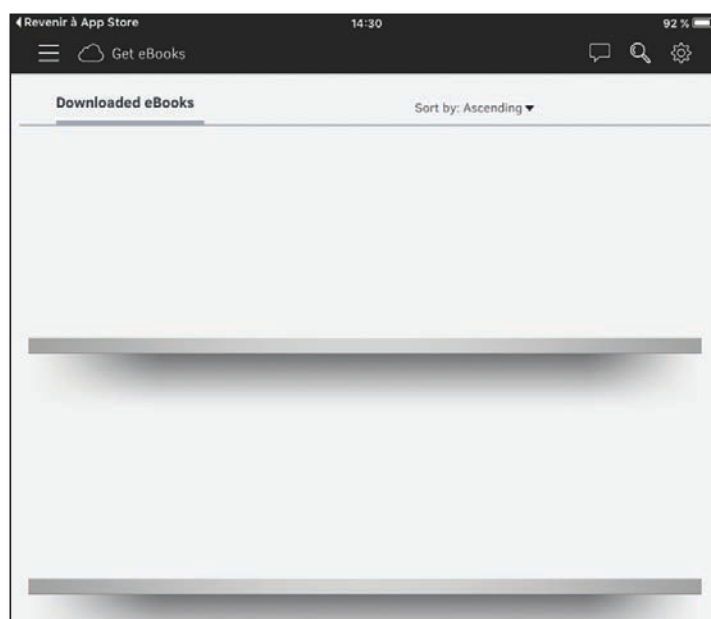 Revenir à App Store 14:30 92 %
Get eBooks
Downloaded eBooks Sort by: Ascending